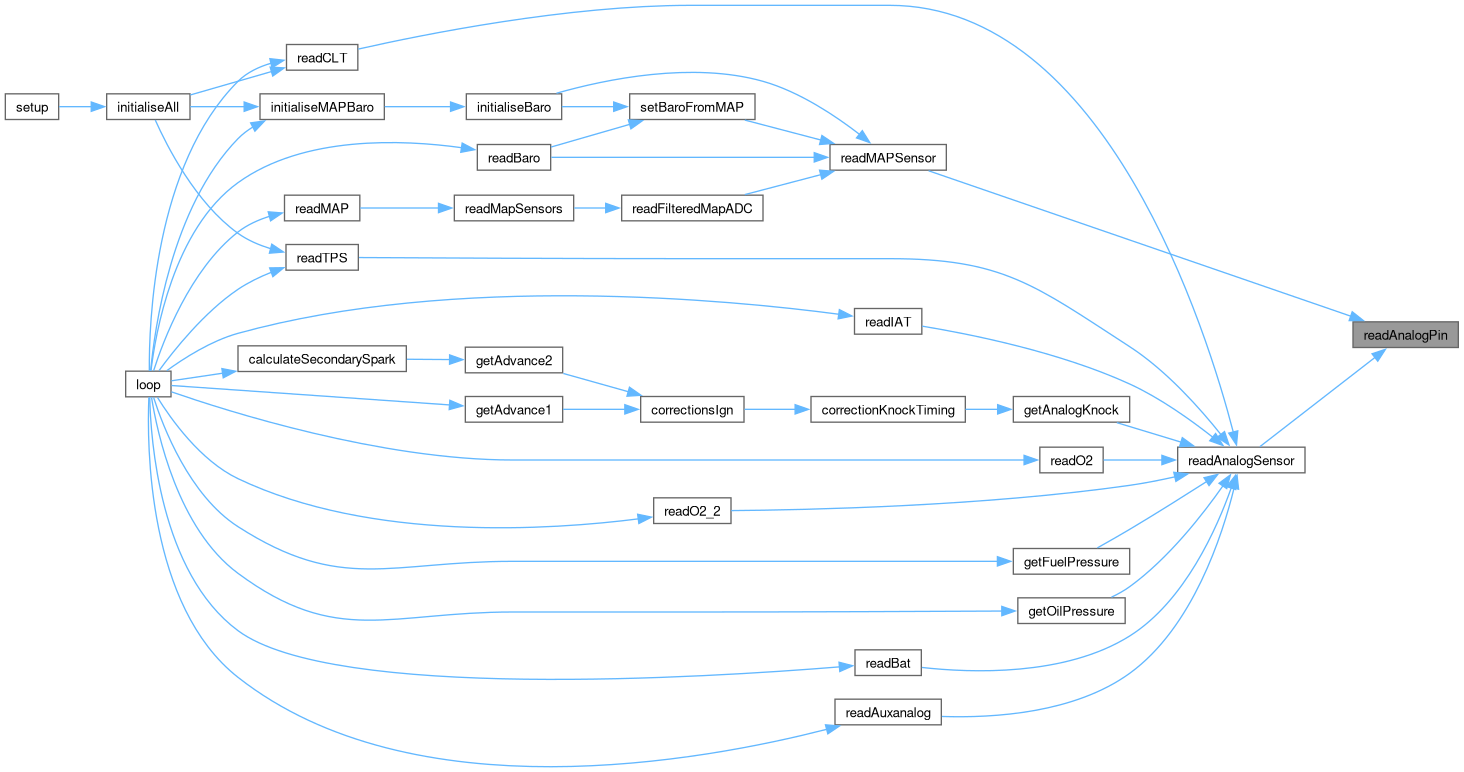 readCLT
setup
initialiseAll
initialiseMAPBaro
initialiseBaro
setBaroFromMAP
readBaro
readMAPSensor
readMAP
readMapSensors
readFilteredMapADC
readTPS
readIAT
readAnalogPin
calculateSecondarySpark
getAdvance2
loop
getAdvance1
correctionsIgn
correctionKnockTiming
getAnalogKnock
readO2
readAnalogSensor
readO2_2
getFuelPressure
getOilPressure
readBat
readAuxanalog